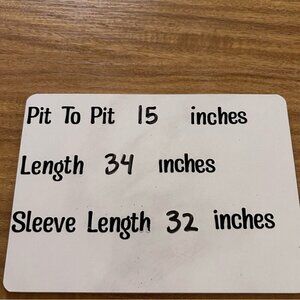 Pit To Pit 15 inches
Length 34 inches
Sleeve Length 32 inches